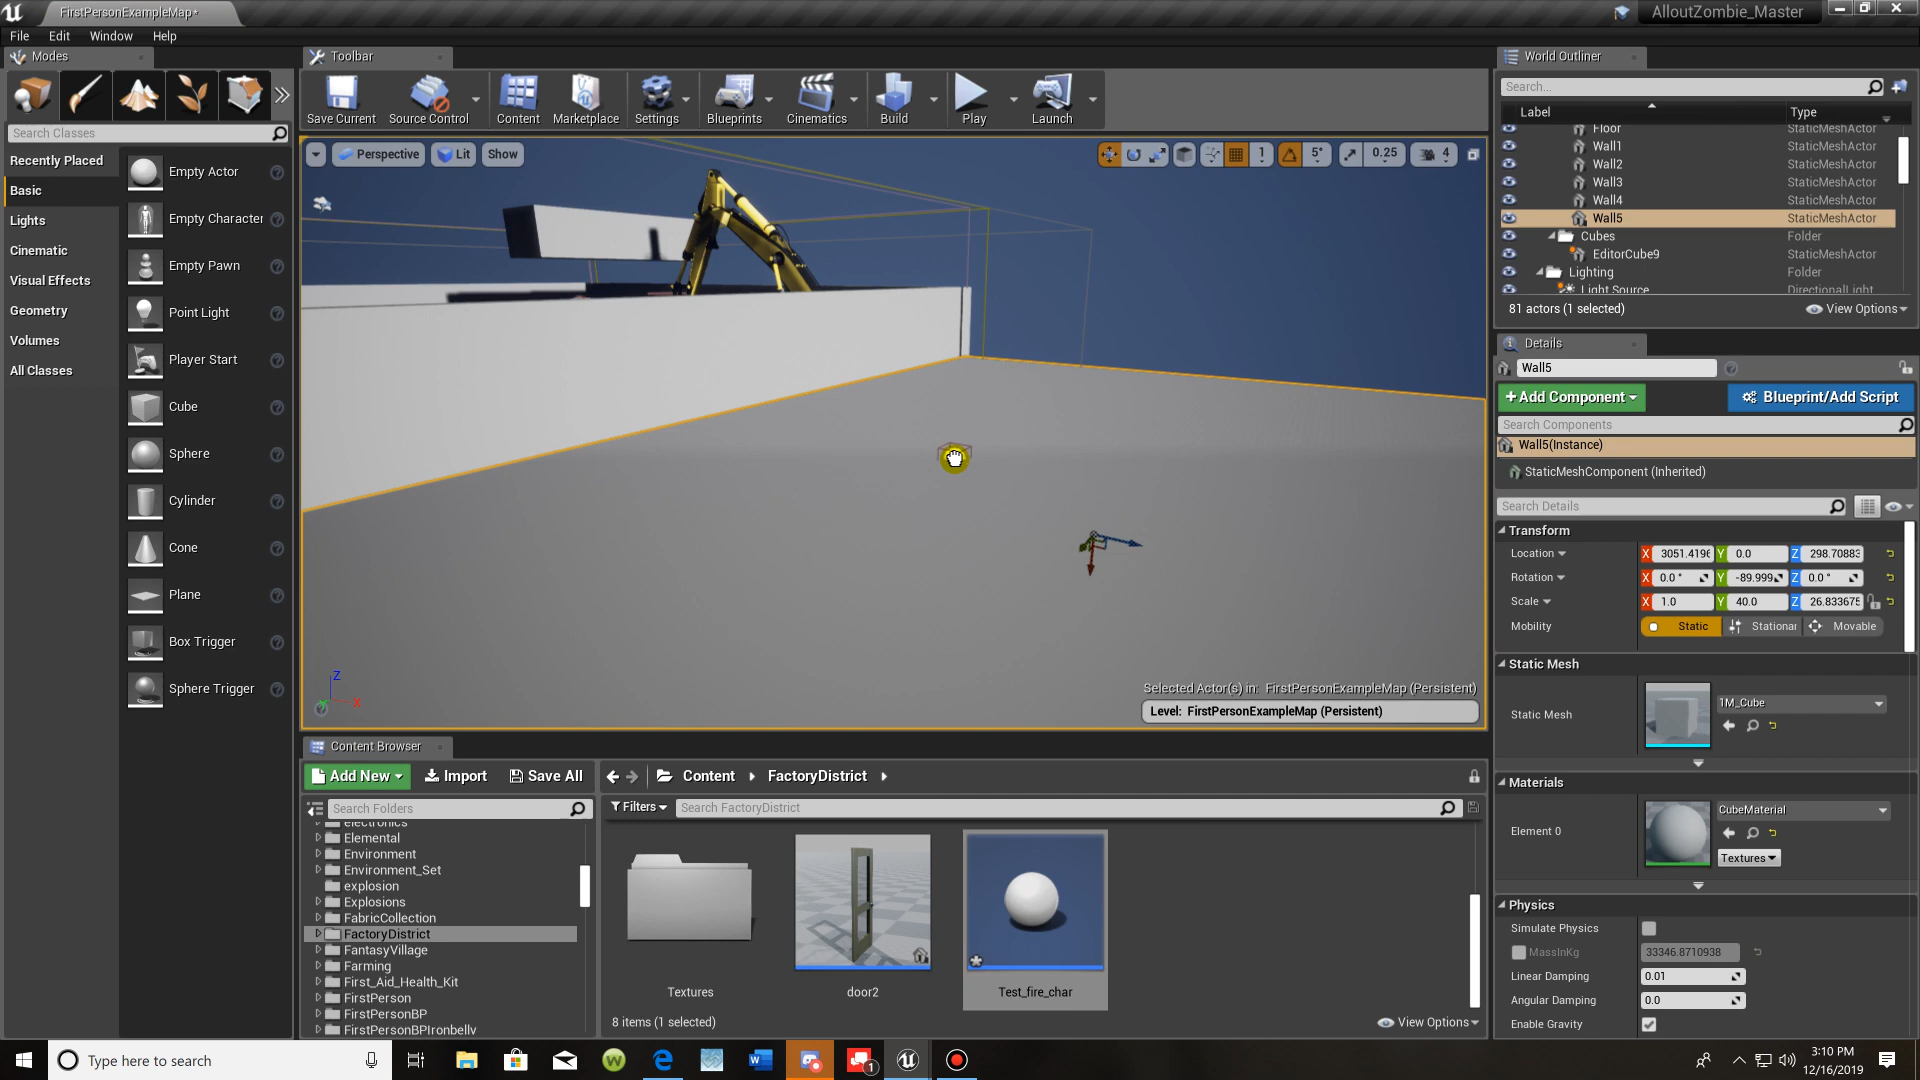 FirstPersonExampleMap*
AlloutZombie_Master
File Edit Window Help
Modes
Toolbar
World Outliner
Save Current
Source Control
Content
Marketplace
Settings
Blueprints
Cinematics
Build
Play
Launch
Search Classes
Recently Placed
Basic
Lights
Cinematic
Visual Effects
Geometry
Volumes
All Classes
Empty Actor
Empty Character
Empty Pawn
Point Light
Player Start
Cube
Sphere
Cylinder
Cone
Plane
Box Trigger
Sphere Trigger
Perspective Lit Show
1 5° 0.25 4
Z
X
Selected Actor(s) in: FirstPersonExampleMap (Persistent)
Level: FirstPersonExampleMap (Persistent)
Search...
Label Type
Floor StaticMeshActor
Wall1 StaticMeshActor
Wall2 StaticMeshActor
Wall3 StaticMeshActor
Wall4 StaticMeshActor
Wall5 StaticMeshActor
Cubes Folder
EditorCube9 StaticMeshActor
Lighting Folder
Light Source DirectionalLight
81 actors (1 selected) View Options
Details
Wall5
+Add Component Blueprint/Add Script
Search Components
Wall5(Instance)
StaticMeshComponent (Inherited)
Search Details
Transform
Location X 3051.4196 Y 0.0 Z 298.70883
Rotation X 0.0 ° Y -89.999 Z 0.0 °
Scale X 1.0 Y 40.0 Z 26.833675
Mobility Static Stationar Movable
Static Mesh
Static Mesh 1M_Cube
Materials
Element 0 CubeMaterial
Textures
Physics
Simulate Physics
MassInKg 33346.8710938
Linear Damping 0.01
Angular Damping 0.0
Enable Gravity
Content Browser
Add New Import Save All Content FactoryDistrict
Search Folders
Filters Search FactoryDistrict
electronics
Elemental
Environment
Environment_Set
explosion
Explosions
FabricCollection
FactoryDistrict
FantasyVillage
Farming
First_Aid_Health_Kit
FirstPerson
FirstPersonBP
FirstPersonBPIronbelly
Textures
door2
Test_fire_char
8 items (1 selected) View Options
Type here to search
1
3:10 PM
12/16/2019